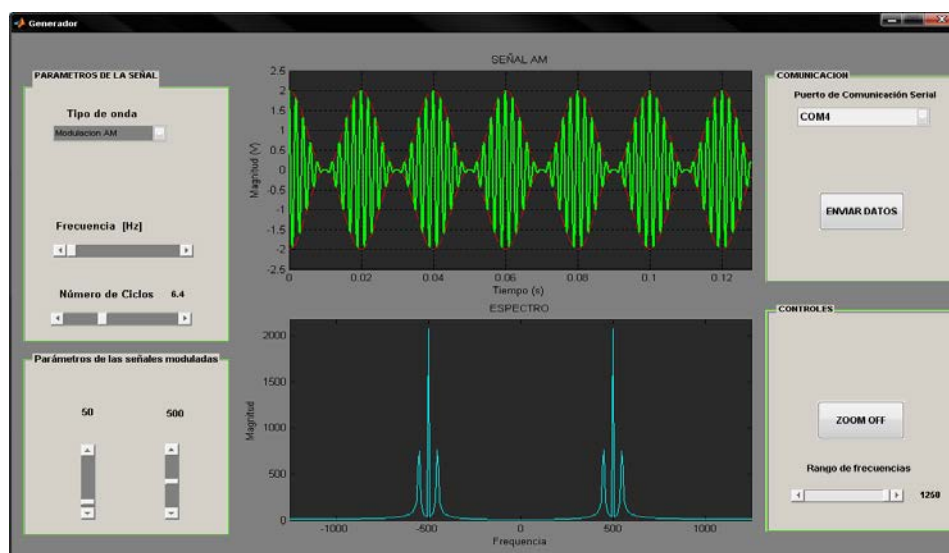 Generador
PARAMETROS DE LA SEÑAL
Tipo de onda
Modulacion AM
Frecuencia [Hz]
Número de Ciclos 6.4
Parámetros de las señales moduladas
50 500
SEÑAL AM
Magnitud (V)
2.5
2
1.5
1
0.5
0
-0.5
-1
-1.5
-2
-2.5
0 0.02 0.04 0.06 0.08 0.1 0.12
Tiempo (s)
ESPECTRO
Magnitud
2000
1500
1000
500
0
-1000 -500 0 500 1000
Frequencia
COMUNICACION
Puerto de Comunicación Serial
COM4
ENVIAR DATOS
CONTROLES
ZOOM OFF
Rango de frecuencias
1250